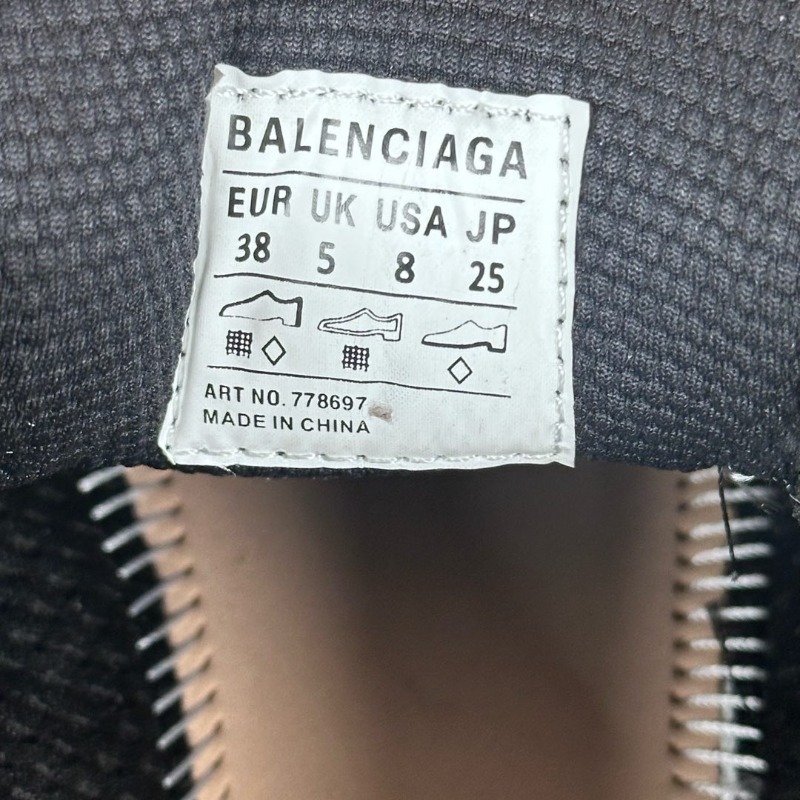 BALENCIAGA
EUR UK USA JP
38 5 8 25
ART NO. 778697
MADE IN CHINA